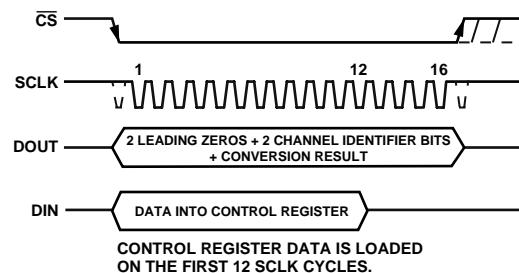 CS
1 12 16
SCLK
2 LEADING ZEROS + 2 CHANNEL IDENTIFIER BITS
+ CONVERSION RESULT
DOUT
DIN DATA INTO CONTROL REGISTER
CONTROL REGISTER DATA IS LOADED
ON THE FIRST 12 SCLK CYCLES.